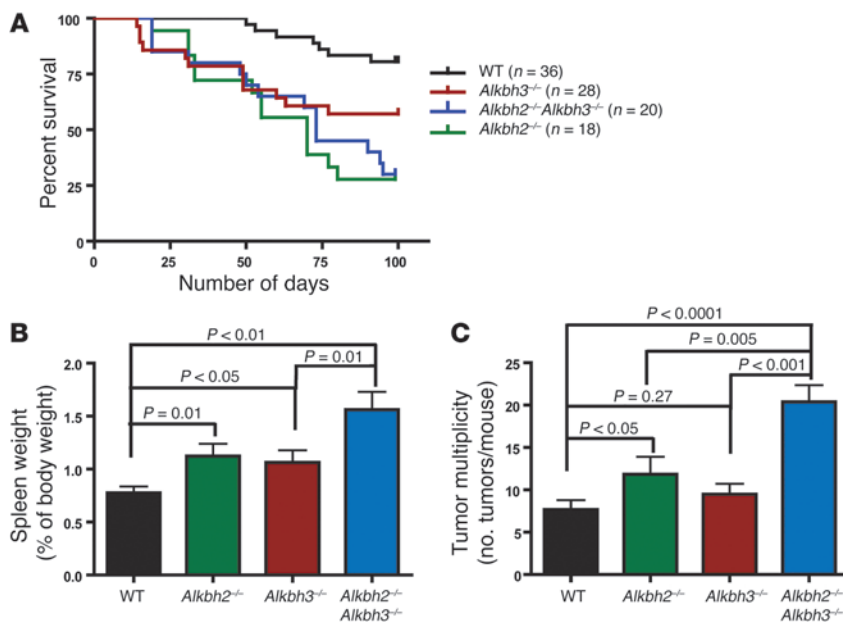 A
100
75
50
25
0
Percent survival
0 25 50 75 100
Number of days
WT (n = 36)
Alkbh3–/– (n = 28)
Alkbh2–/–Alkbh3–/– (n = 20)
Alkbh2–/– (n = 18)
B
P < 0.01
P = 0.01
P < 0.05
P = 0.01
2.0
1.5
1.0
0.5
0.0
Spleen weight
(% of body weight)
WT Alkbh2–/– Alkbh3–/– Alkbh2–/–
Alkbh3–/–
C
P < 0.0001
P = 0.005
P < 0.001
P = 0.27
P < 0.05
25
20
15
10
5
0
Tumor multiplicity
(no. tumors/mouse)
WT Alkbh2–/– Alkbh3–/– Alkbh2–/–
Alkbh3–/–